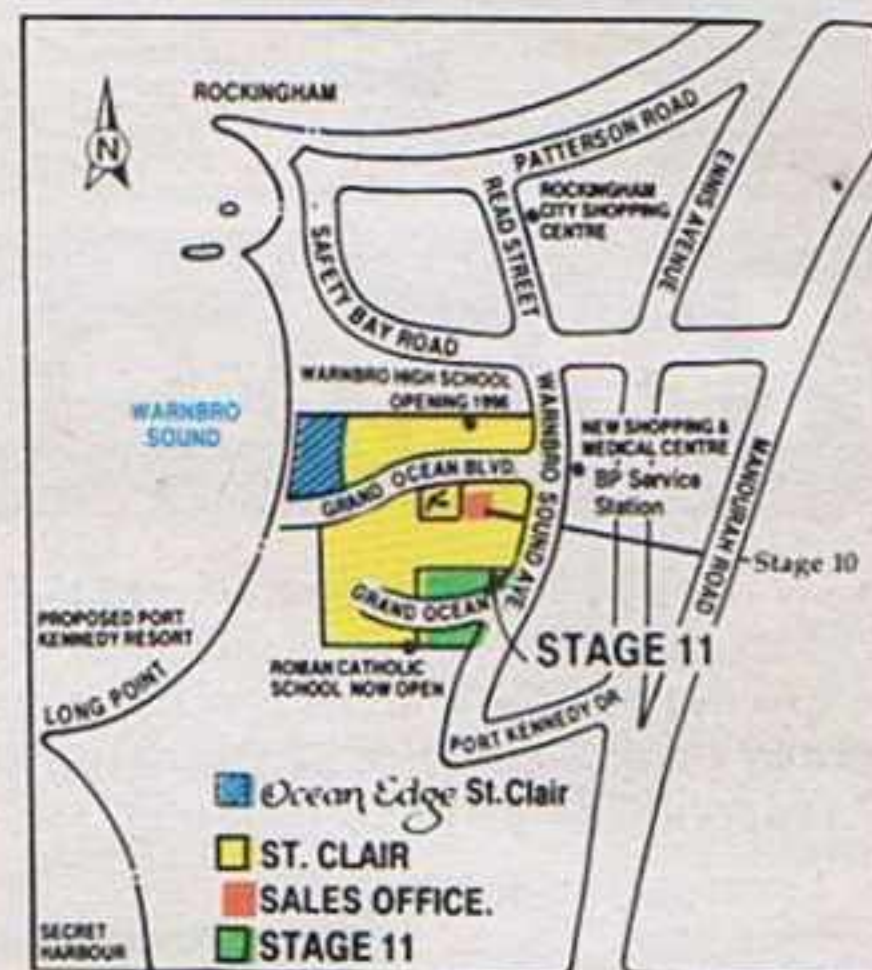 ROCKINGHAM
N
PATTERSON ROAD
READ STREET
ROCKINGHAM
CITY SHOPPING
CENTRE
ENNIS AVENUE
SAFETY BAY ROAD
WARNBRO HIGH SCHOOL
OPENING 1996
WARNBRO
SOUND
WARNBRO SOUND AVE
NEW SHOPPING &
MEDICAL CENTRE
BP Service
Station
MANDURAH ROAD
GRAND OCEAN BLVD.
Stage 10
GRAND OCEAN
PROPOSED PORT
KENNEDY RESORT
STAGE 11
ROMAN CATHOLIC
SCHOOL NOW OPEN
LONG POINT
PORT KENNEDY DR
Ocean Edge St.Clair
ST. CLAIR
SALES OFFICE.
SECRET
HARBOUR
STAGE 11